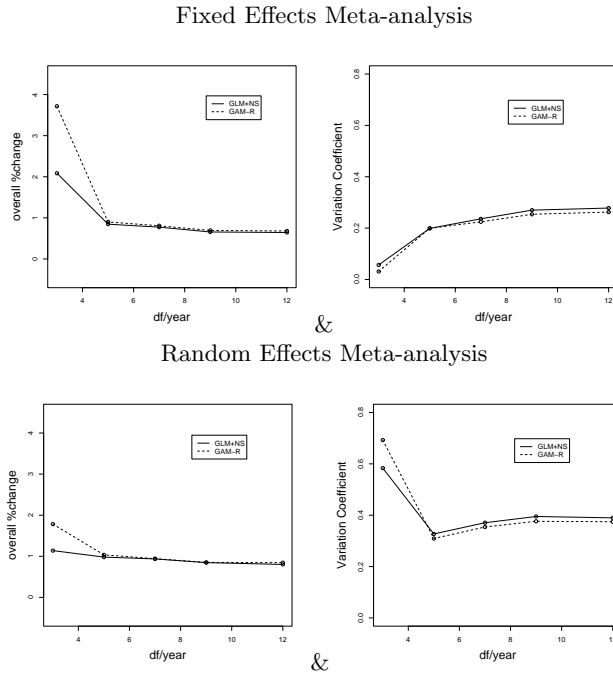 Fixed Effects Meta-analysis
overall %change
0 1 2 3 4
GLM+NS
GAM−R
4 6 8 10 12
df/year
&
Variation Coefficient
0.0 0.2 0.4 0.6 0.8
GLM+NS
GAM−R
4 6 8 10 12
df/year
Random Effects Meta-analysis
overall %change
0 1 2 3 4
GLM+NS
GAM−R
4 6 8 10 12
df/year
&
Variation Coefficient
0.0 0.2 0.4 0.6 0.8
GLM+NS
GAM−R
4 6 8 10
df/year